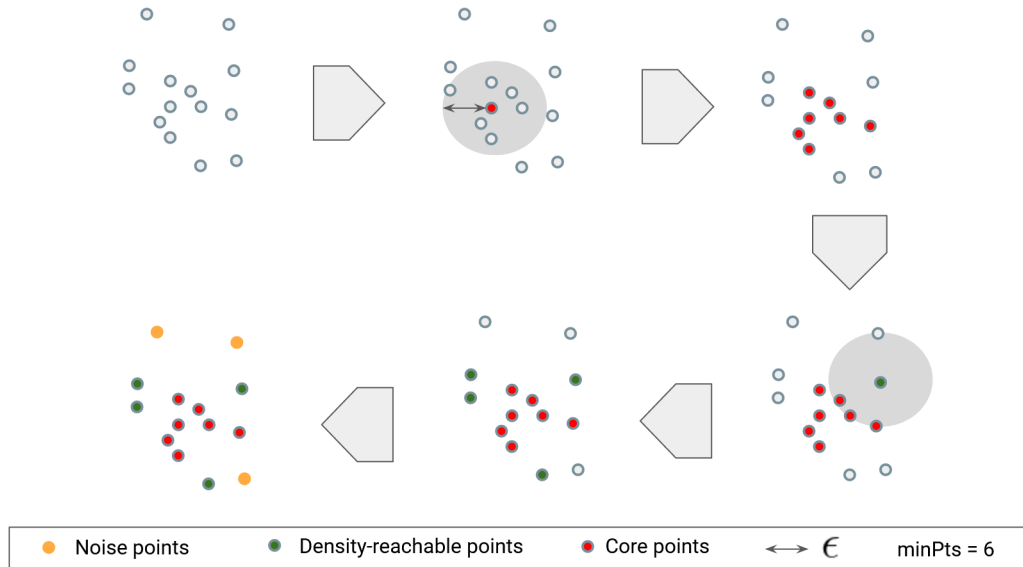 Noise points
Density-reachable points
Core points
ϵ
minPts = 6